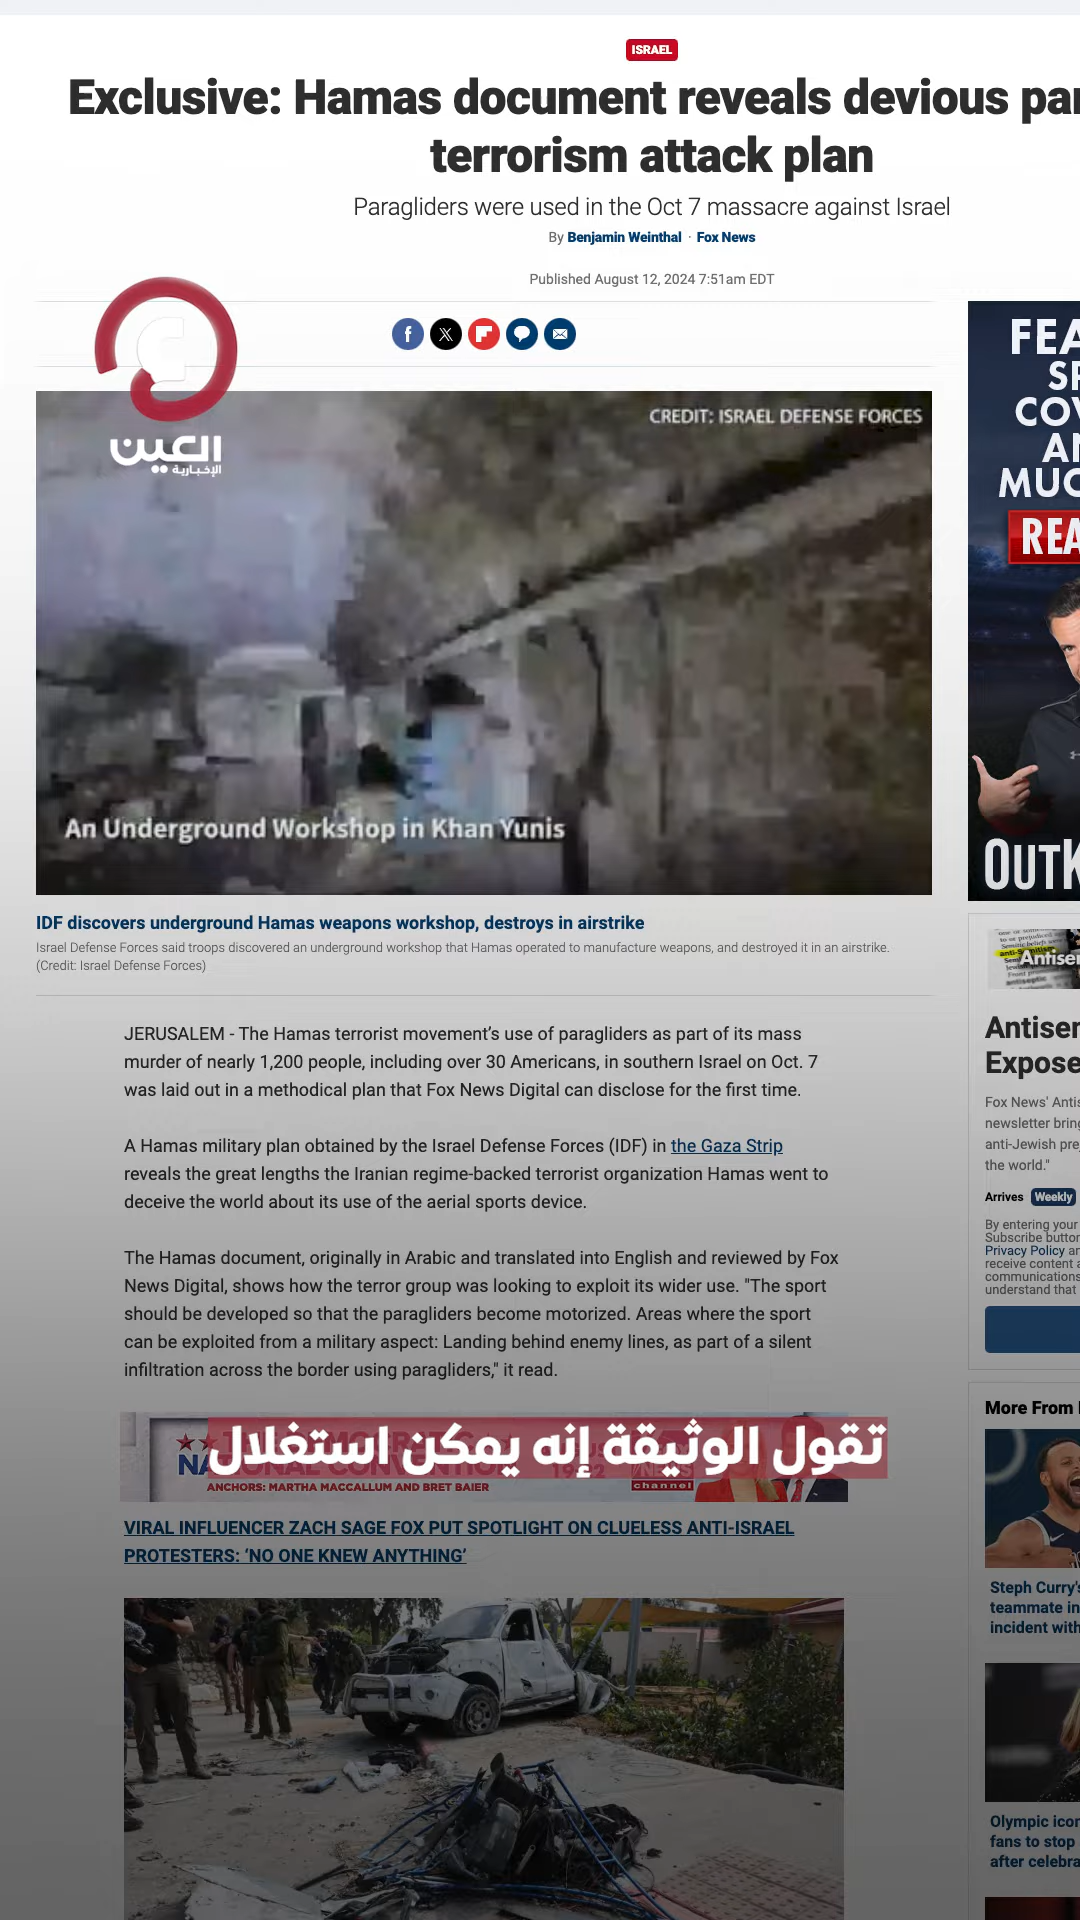 ISRAEL
Exclusive: Hamas document reveals devious
terrorism attack plan
Paragliders were used in the Oct 7 massacre against Israel
By Benjamin Weinthal · Fox News
Published August 12, 2024 7:51am EDT
العين
الإخبارية
CREDIT: ISRAEL DEFENSE FORCES
An Underground Workshop in Khan Yunis
IDF discovers underground Hamas weapons workshop, destroys in airstrike
Israel Defense Forces said troops discovered an underground workshop that Hamas operated to manufacture weapons, and destroyed it in an airstrike.
(Credit: Israel Defense Forces)
JERUSALEM - The Hamas terrorist movement's use of paragliders as part of its mass
murder of nearly 1,200 people, including over 30 Americans, in southern Israel on Oct. 7
was laid out in a methodical plan that Fox News Digital can disclose for the first time.
A Hamas military plan obtained by the Israel Defense Forces (IDF) in the Gaza Strip
reveals the great lengths the Iranian regime-backed terrorist organization Hamas went to
deceive the world about its use of the aerial sports device.
The Hamas document, originally in Arabic and translated into English and reviewed by Fox
News Digital, shows how the terror group was looking to exploit its wider use. "The sport
should be developed so that the paragliders become motorized. Areas where the sport
can be exploited from a military aspect: Landing behind enemy lines, as part of a silent
infiltration across the border using paragliders," it read.
تقول الوثيقة إنه يمكن استغلال
ANCHORS: MARTHA MACCALLUM AND BRET BAIER
channel
VIRAL INFLUENCER ZACH SAGE FOX PUT SPOTLIGHT ON CLUELESS ANTI-ISRAEL
PROTESTERS: ‘NO ONE KNEW ANYTHING’
Fox News'
newsletter
anti-Jewish
the world."
Arrives Weekly
By entering your
Subscribe
Privacy Policy
receive content
communications
understand that
More From
Steph Curry's
teammate in
incident with
Olympic
fans to stop
after